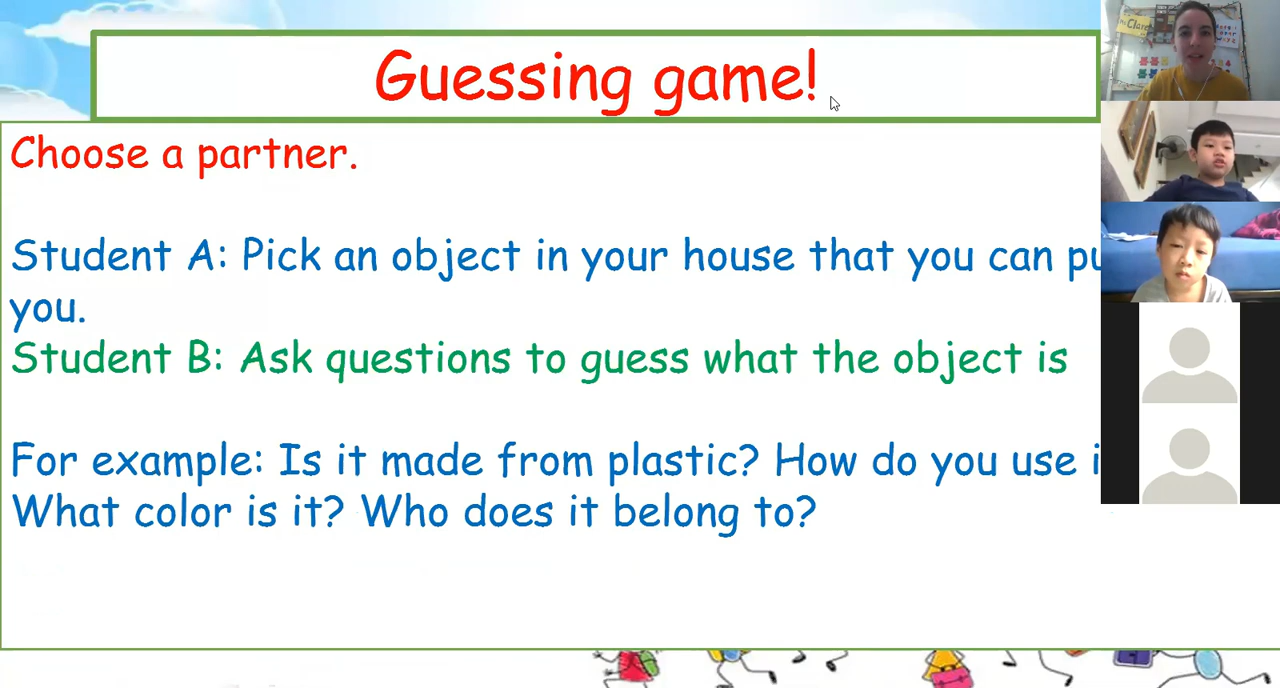 Guessing game!
Choose a partner.
Student A: Pick an object in your house that you can
you.
Student B: Ask questions to guess what the object is
For example: Is it made from plastic? How do you use
What color is it? Who does it belong to?
Clare